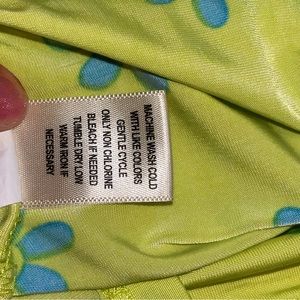 MACHINE WASH COLD
WITH LIKE COLORS
GENTLE CYCLE
ONLY NON CHLORINE
BLEACH IF NEEDED
TUMBLE DRY LOW
WARM IRON IF
NECESSARY